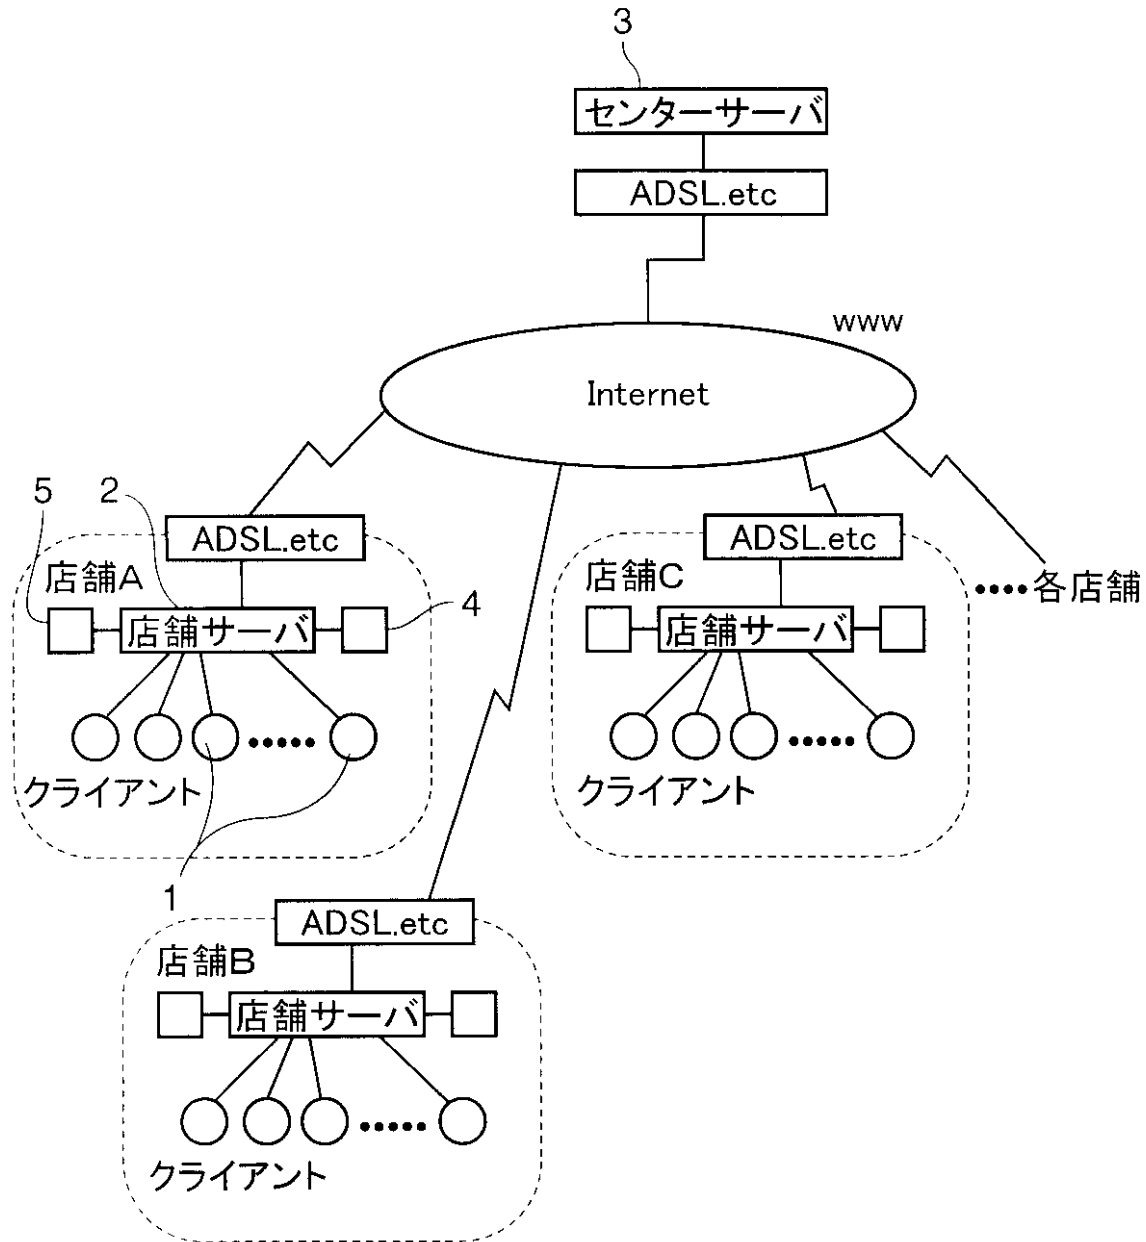 3
センターサーバ
ADSL.etc
www
Internet
5
2
ADSL.etc
店舗A
店舗サーバ
4
クライアント
1
ADSL.etc
店舗C
店舗サーバ
クライアント
各店舗
ADSL.etc
店舗B
店舗サーバ
クライアント